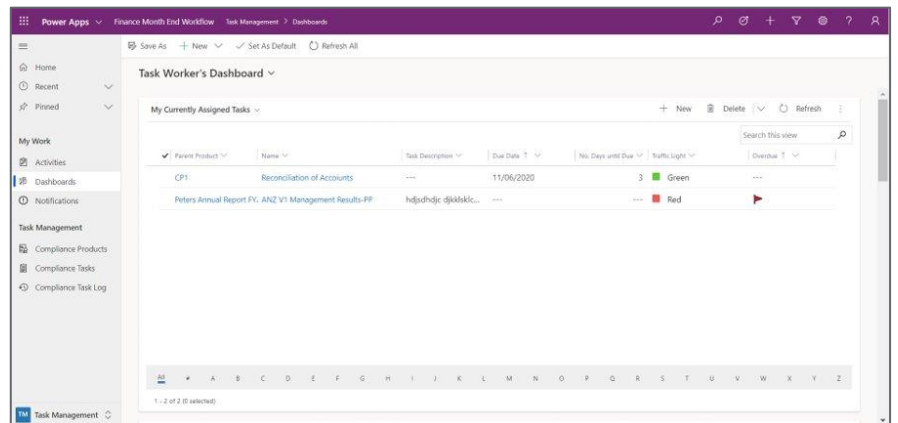 Power Apps Finance Month End Workflow Task Management > Dashboards
Save As New Set As Default Refresh All
Home
Recent
Pinned
My Work
Activities
Dashboards
Notifications
Task Management
Compliance Products
Compliance Tasks
Compliance Task Log
TM Task Management
Task Worker's Dashboard
My Currently Assigned Tasks New Delete Refresh
Search this view
Parent Product Name Task Description Due Date ↑ No. Days until Due Traffic Light Overdue ↑
CP1 Reconciliation of Accoiunts --- 11/06/2020 3 Green ---
Peters Annual Report FY. ANZ V1 Management Results-PP hdjsdhdjc djkklsklc... --- --- Red
All # A B C D E F G H I J K L M N O P Q R S T U V W X Y Z
1 - 2 of 2 (0 selected)